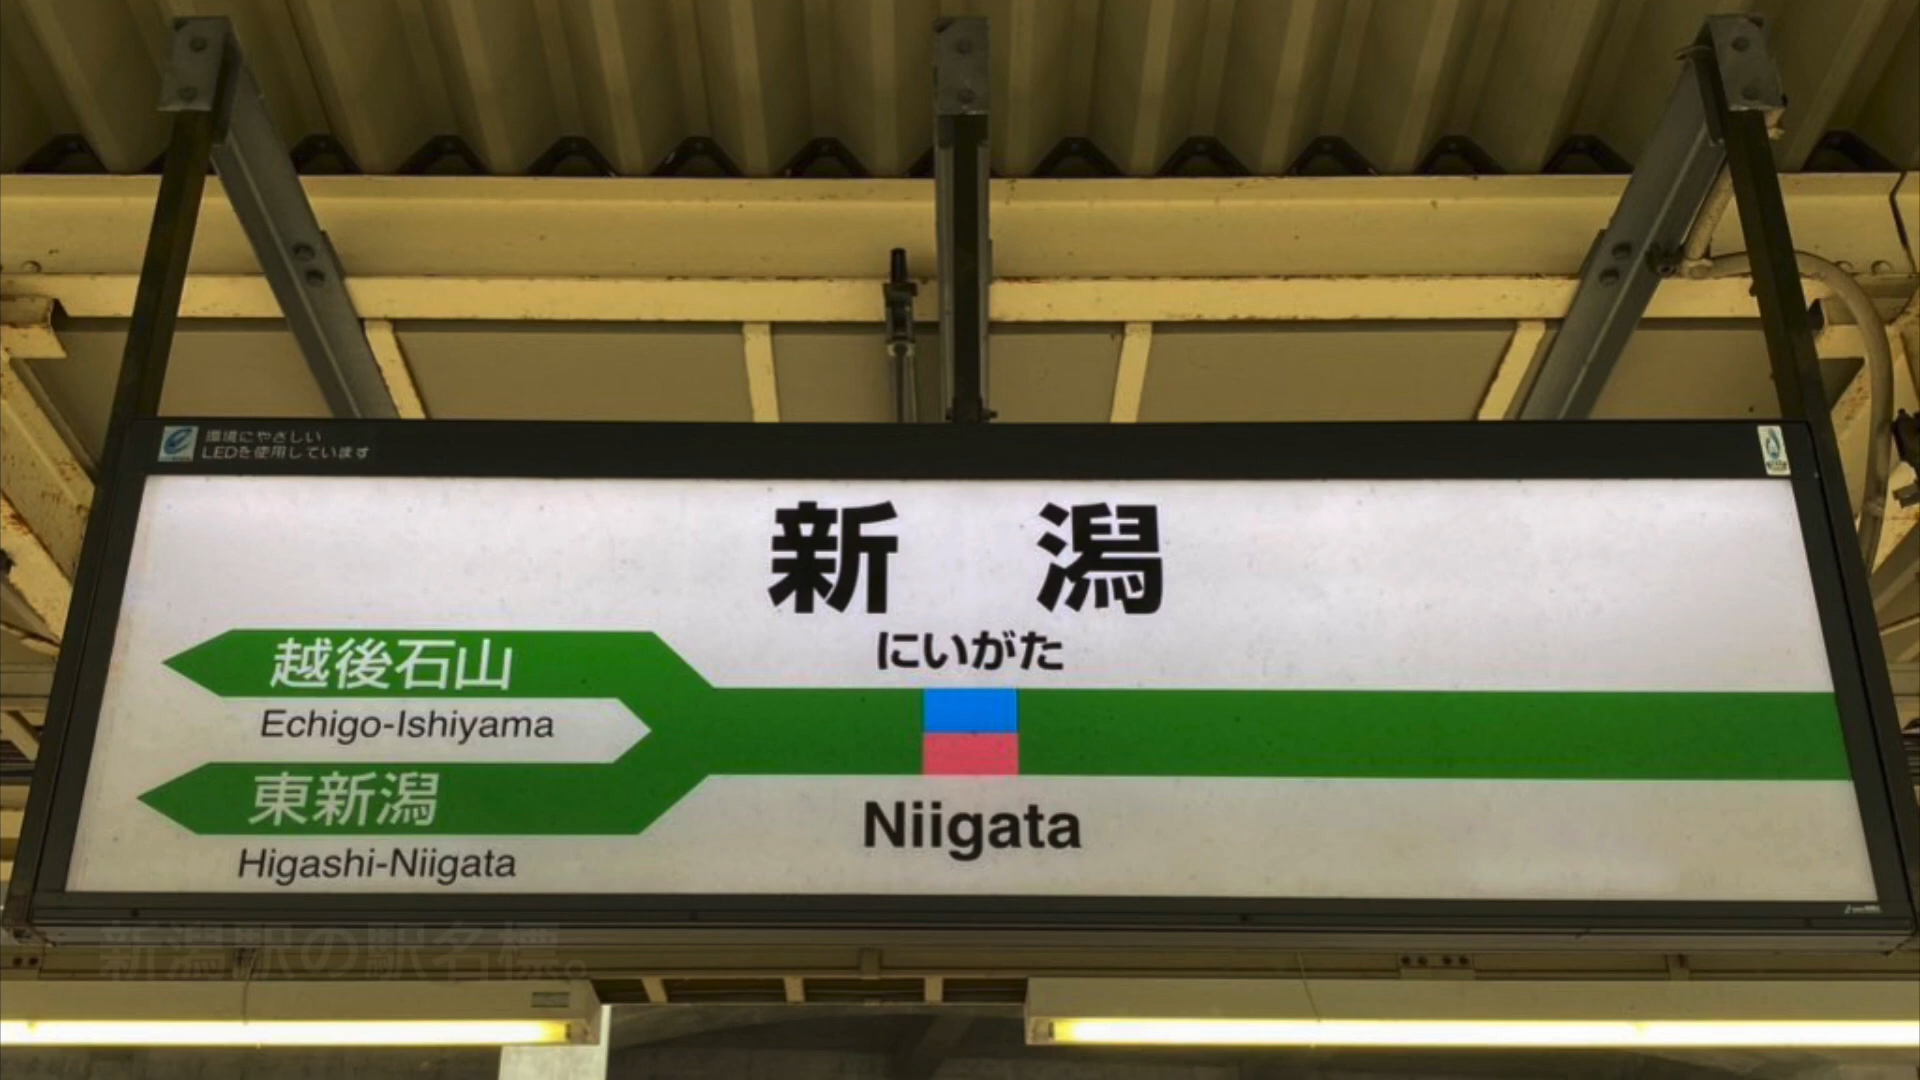 環境にやさしい
LEDを使用しています
新潟
にいがた
越後石山
Echigo-Ishiyama
東新潟
Higashi-Niigata
Niigata
新潟駅の駅名標。